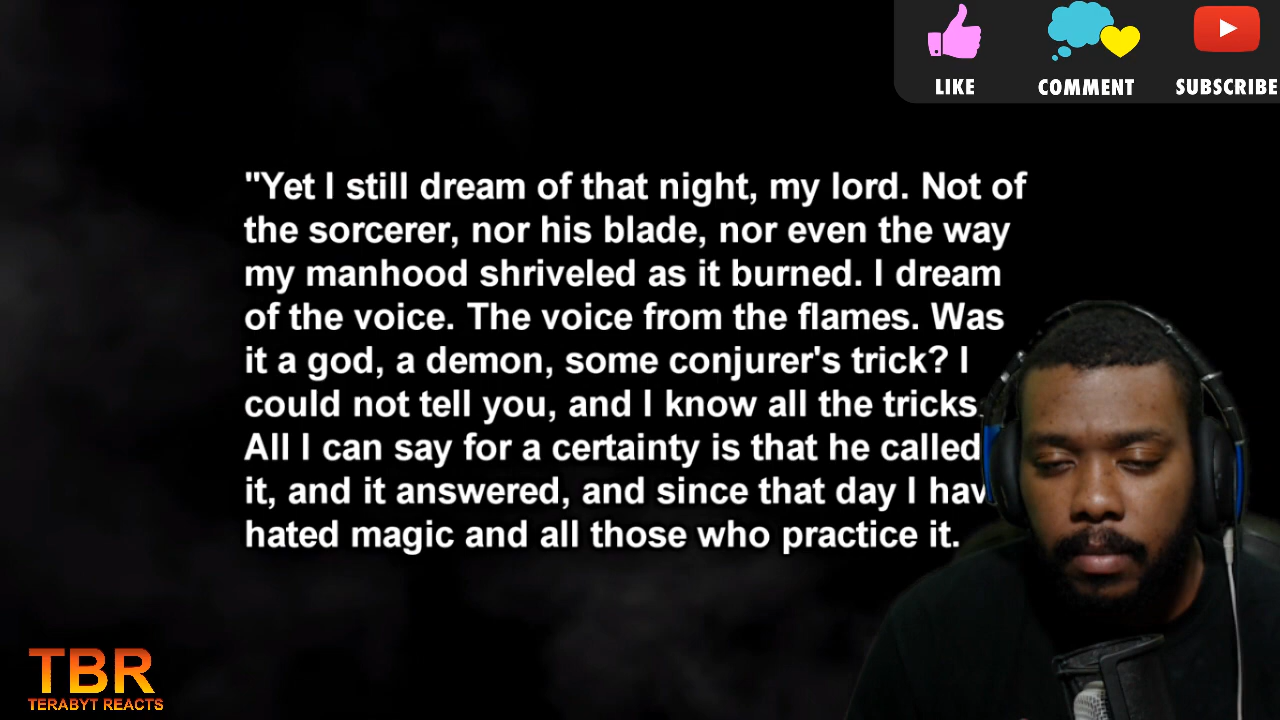 LIKE
COMMENT
SUBSCRIBE
"Yet I still dream of that night, my lord. Not of
the sorcerer, nor his blade, nor even the way
my manhood shriveled as it burned. I dream
of the voice. The voice from the flames. Was
it a god, a demon, some conjurer's trick? I
could not tell you, and I know all the tricks.
All I can say for a certainty is that he called
it, and it answered, and since that day I hav
hated magic and all those who practice it.
TBR
TERABYT REACTS